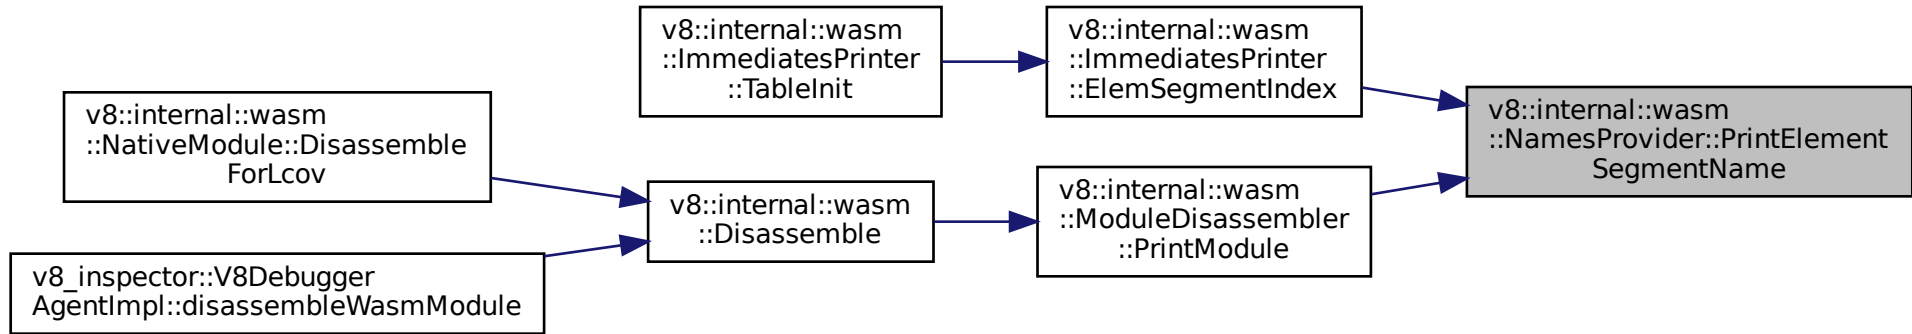 v8::internal::wasm
::ImmediatesPrinter
::TableInit
v8::internal::wasm
::ImmediatesPrinter
::ElemSegmentIndex
v8::internal::wasm
::NamesProvider::PrintElement
SegmentName
v8::internal::wasm
::NativeModule::Disassemble
ForLcov
v8::internal::wasm
::Disassemble
v8::internal::wasm
::ModuleDisassembler
::PrintModule
v8_inspector::V8Debugger
AgentImpl::disassembleWasmModule